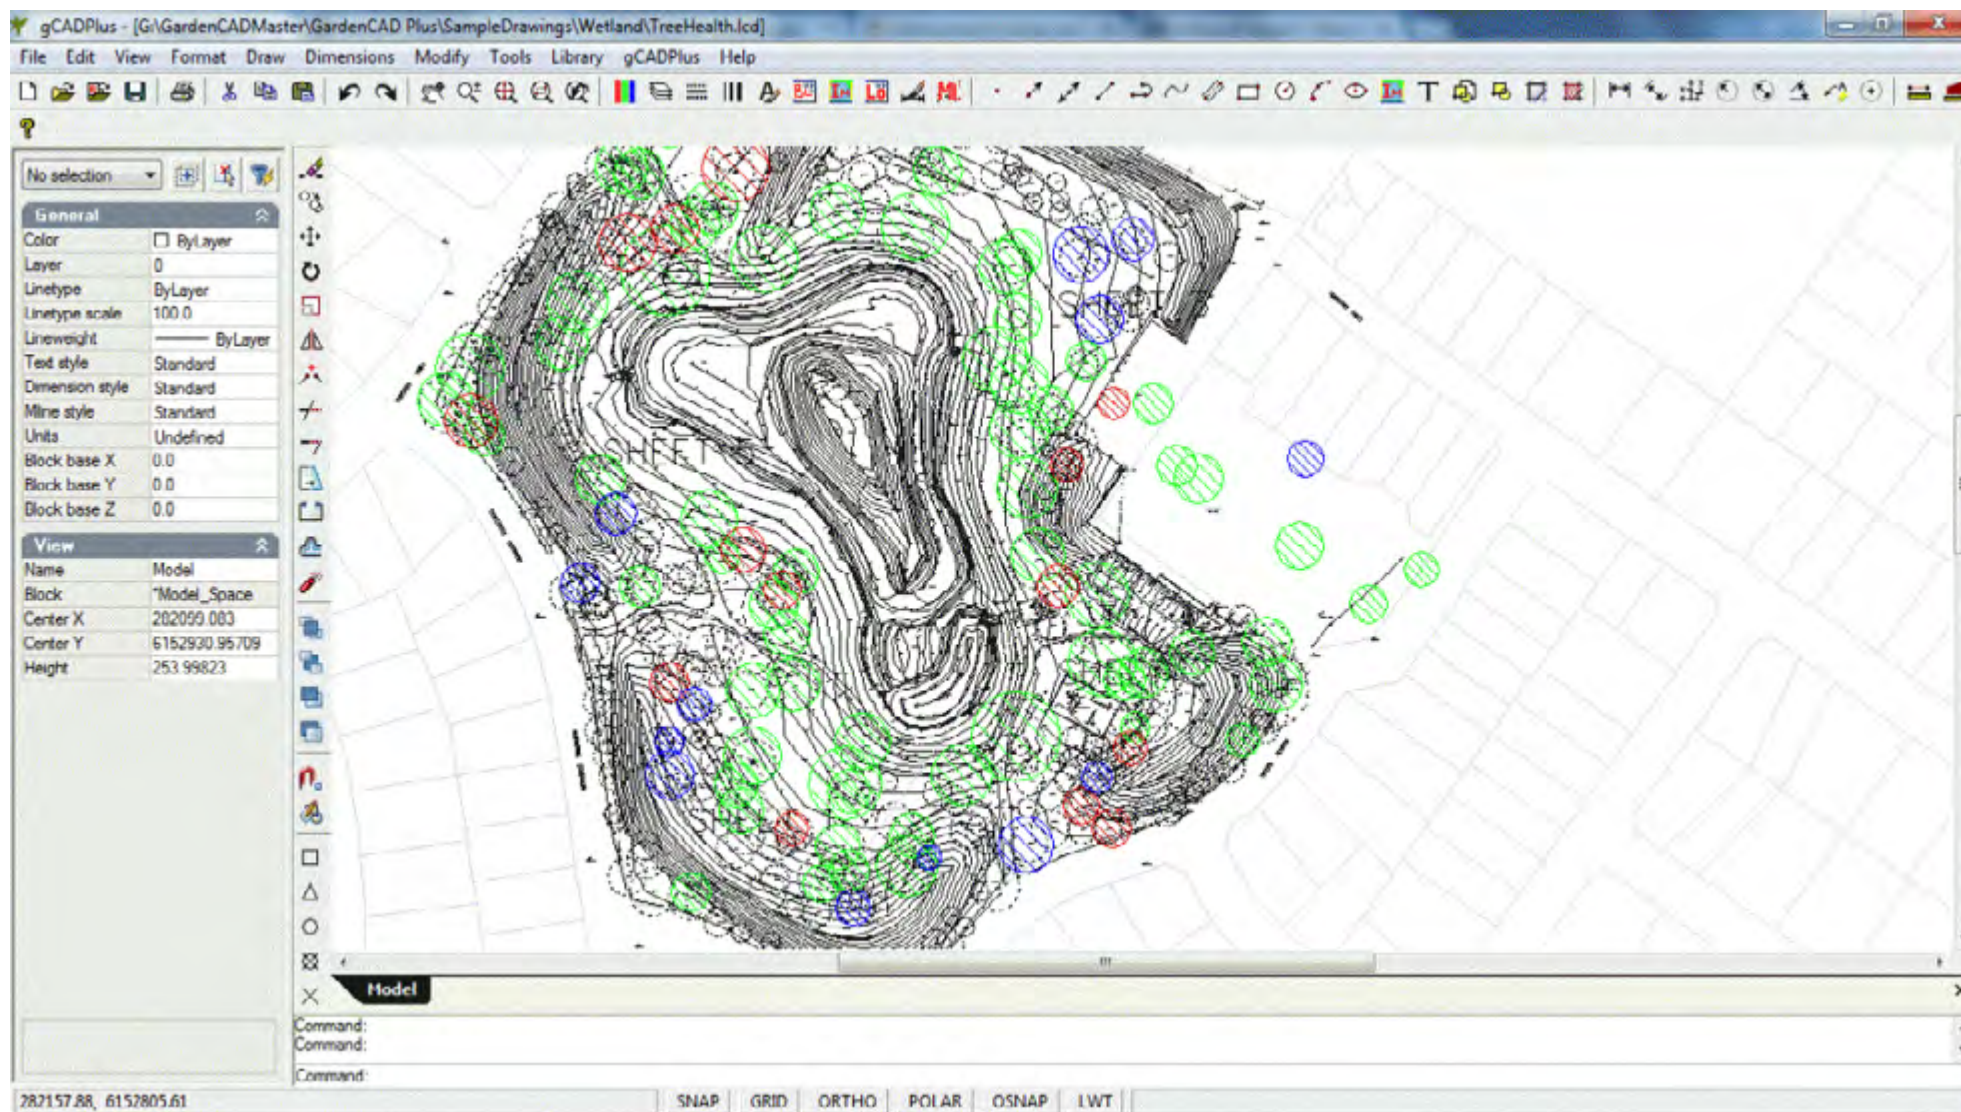 gCADPlus - [G:\GardenCADMaster\GardenCAD Plus\SampleDrawings\Wetland\TreeHealth.lcd]
File Edit View Format Draw Dimensions Modify Tools Library gCADPlus Help
No selection
General
Color ByLayer
Layer 0
Linetype ByLayer
Linetype scale 100.0
Lineweight ByLayer
Text style Standard
Dimension style Standard
Mline style Standard
Units Undefined
Block base X 0.0
Block base Y 0.0
Block base Z 0.0
View
Name Model
Block *Model_Space
Center X 282099.083
Center Y 6152930.95709
Height 253.99823
SHEET
Model
Command:
Command:
Command:
282157.88, 6152805.61 SNAP GRID ORTHO POLAR OSNAP LWT